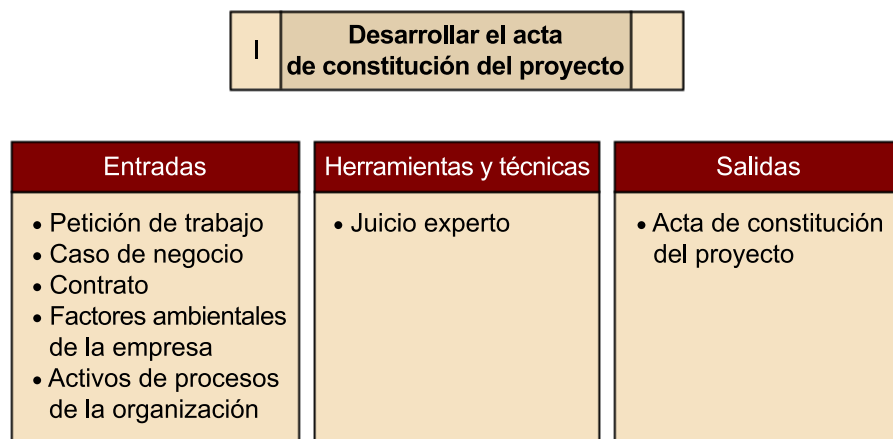 I
Desarrollar el acta
de constitución del proyecto
Entradas
• Petición de trabajo
• Caso de negocio
• Contrato
• Factores ambientales
de la empresa
• Activos de procesos
de la organización
Herramientas y técnicas
• Juicio experto
Salidas
• Acta de constitución
del proyecto